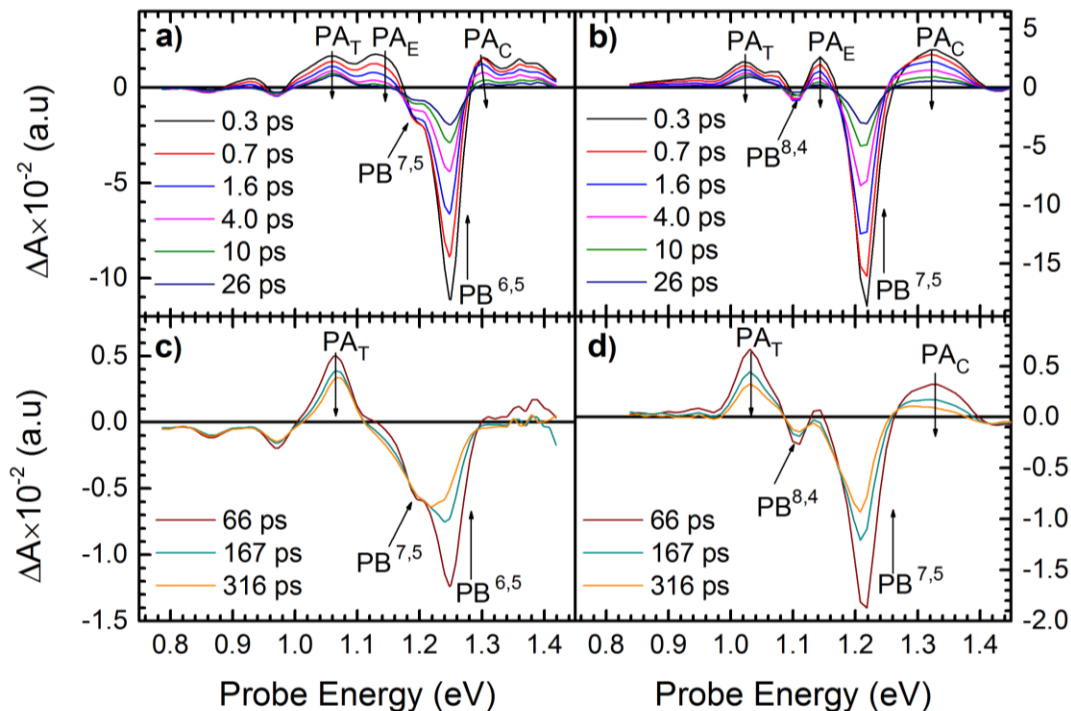 a)
PA_T
PA_E
PA_C
PB^7,5
PB^6,5
0.3 ps
0.7 ps
1.6 ps
4.0 ps
10 ps
26 ps
0
-5
-10
ΔA×10^-2 (a.u)
b)
PA_T
PA_E
PA_C
PB^8,4
PB^7,5
0.3 ps
0.7 ps
1.6 ps
4.0 ps
10 ps
26 ps
5
0
-5
-10
-15
c)
PA_T
PB^7,5
PB^6,5
66 ps
167 ps
316 ps
0.5
0.0
-0.5
-1.0
-1.5
ΔA×10^-2 (a.u)
0.8 0.9 1.0 1.1 1.2 1.3 1.4
Probe Energy (eV)
d)
PA_T
PA_C
PB^8,4
PB^7,5
66 ps
167 ps
316 ps
0.5
0.0
-0.5
-1.0
-1.5
-2.0
0.8 0.9 1.0 1.1 1.2 1.3 1.4
Probe Energy (eV)